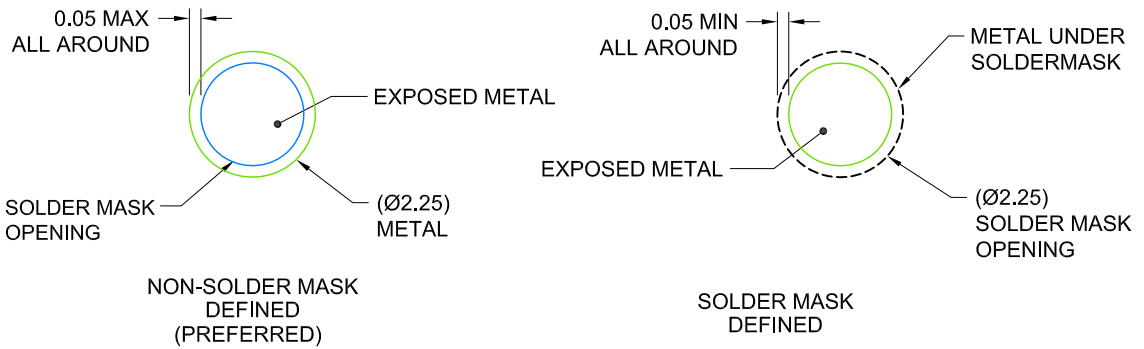 0.05 MAX
ALL AROUND
EXPOSED METAL
SOLDER MASK
OPENING
(Ø2.25)
METAL
NON-SOLDER MASK
DEFINED
(PREFERRED)
0.05 MIN
ALL AROUND
METAL UNDER
SOLDERMASK
EXPOSED METAL
(Ø2.25)
SOLDER MASK
OPENING
SOLDER MASK
DEFINED